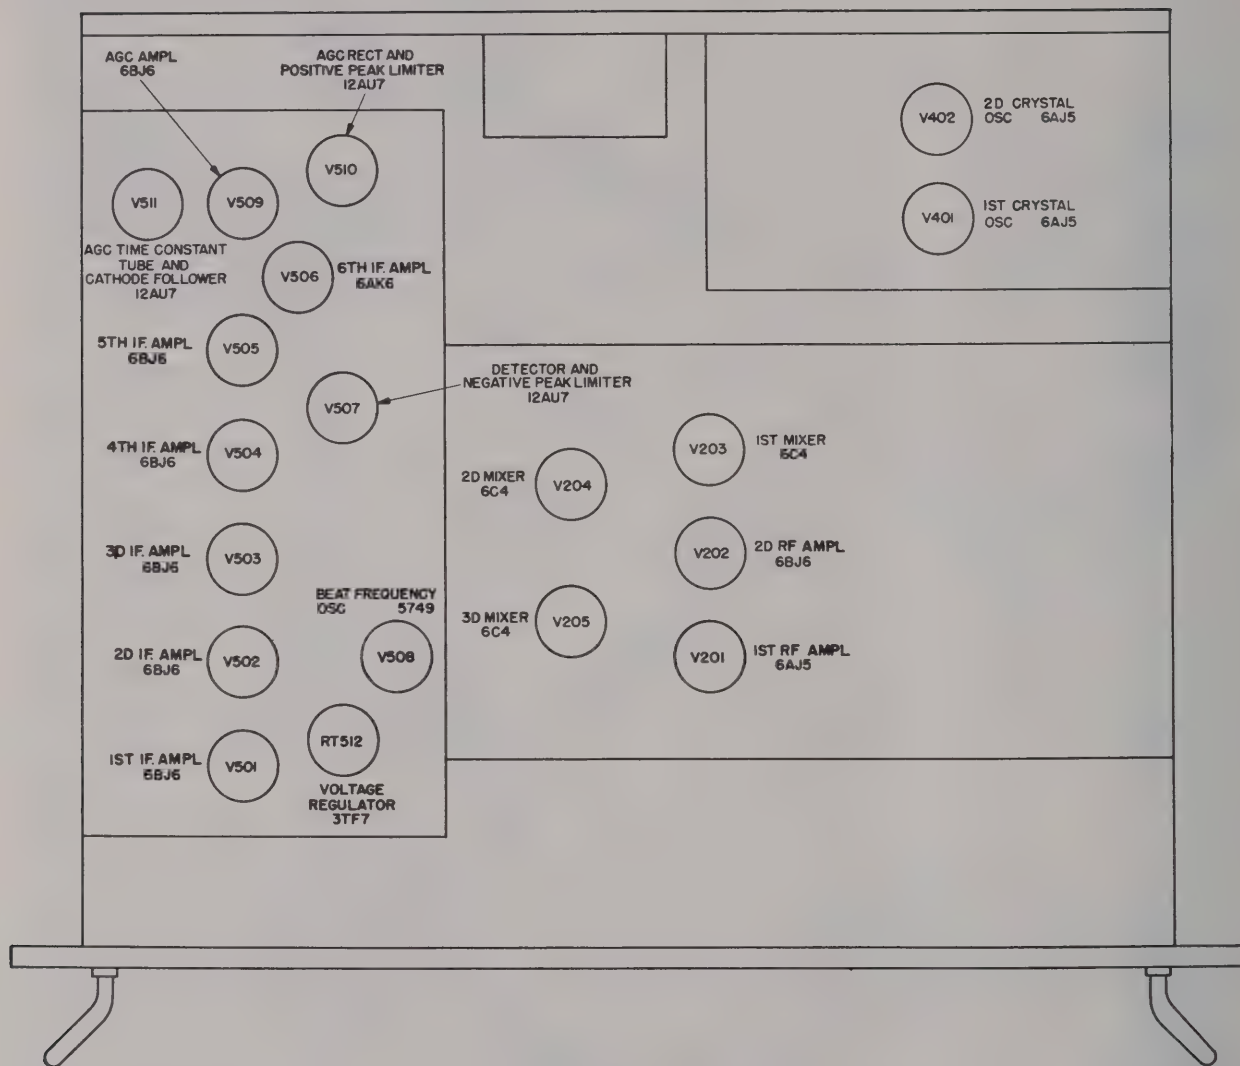 AGC AMPL
6BJ6
AGC RECT AND
POSITIVE PEAK LIMITER
12AU7
V510
V511
V509
AGC TIME CONSTANT
TUBE AND
CATHODE FOLLOWER
12AU7
V506
6TH IF. AMPL
6AK6
5TH IF. AMPL
6BJ6
V505
V507
DETECTOR AND
NEGATIVE PEAK LIMITER
12AU7
4TH IF. AMPL
6BJ6
V504
3D IF. AMPL
6BJ6
V503
BEAT FREQUENCY
OSC 5749
V508
2D IF. AMPL
6BJ6
V502
RT512
VOLTAGE
REGULATOR
3TF7
1ST IF. AMPL
6BJ6
V501
V402
2D CRYSTAL
OSC 6AJ5
V401
1ST CRYSTAL
OSC 6AJ5
2D MIXER
6C4
V204
V203
1ST MIXER
6C4
V202
2D RF AMPL
6BJ6
3D MIXER
6C4
V205
V201
1ST RF AMPL
6AJ5